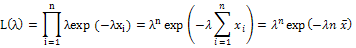 L(λ) = ∏_{i=1}^{n} λexp (−λx_i) = λ^n exp (−λ ∑_{i=1}^{n} x_i) = λ^n exp(−λn x̄)